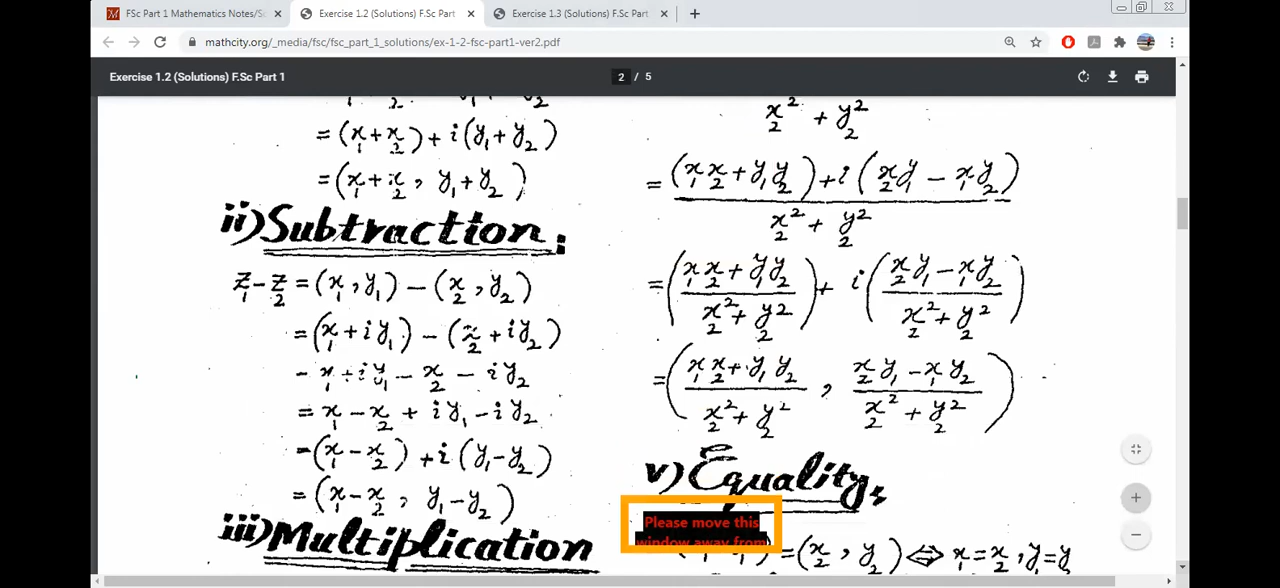 FSc Part 1 Mathematics Notes/S
Exercise 1.2 (Solutions) F.Sc Part
Exercise 1.3 (Solutions) F.Sc Part
mathcity.org/_media/fsc/fsc_part_1_solutions/ex-1-2-fsc-part1-ver2.pdf
Exercise 1.2 (Solutions) F.Sc Part 1
2 / 5
= (x₁ + x₂) + i(y₁ + y₂)
= (x₁ + x₂ , y₁ + y₂)
ii) Subtraction:
z₁ - z₂ = (x₁ , y₁) - (x₂ , y₂)
= (x₁ + iy₁) - (x₂ + iy₂)
= x₁ + iy₁ - x₂ - iy₂
= x₁ - x₂ + iy₁ - iy₂
= (x₁ - x₂) + i(y₁ - y₂)
= (x₁ - x₂ , y₁ - y₂)
iii) Multiplication
x₂² + y₂²
= (x₁x₂ + y₁y₂) + i(x₂y₁ - x₁y₂)
x₂² + y₂²
= (x₁x₂ + y₁y₂ / x₂² + y₂²) + i(x₂y₁ - x₁y₂ / x₂² + y₂²)
= (x₁x₂ + y₁y₂ / x₂² + y₂² , x₂y₁ - x₁y₂ / x₂² + y₂²)
v) Equality:
Please move this
window away from
= (x₂ , y₂) ⇔ x₁ = x₂ , y₁ = y